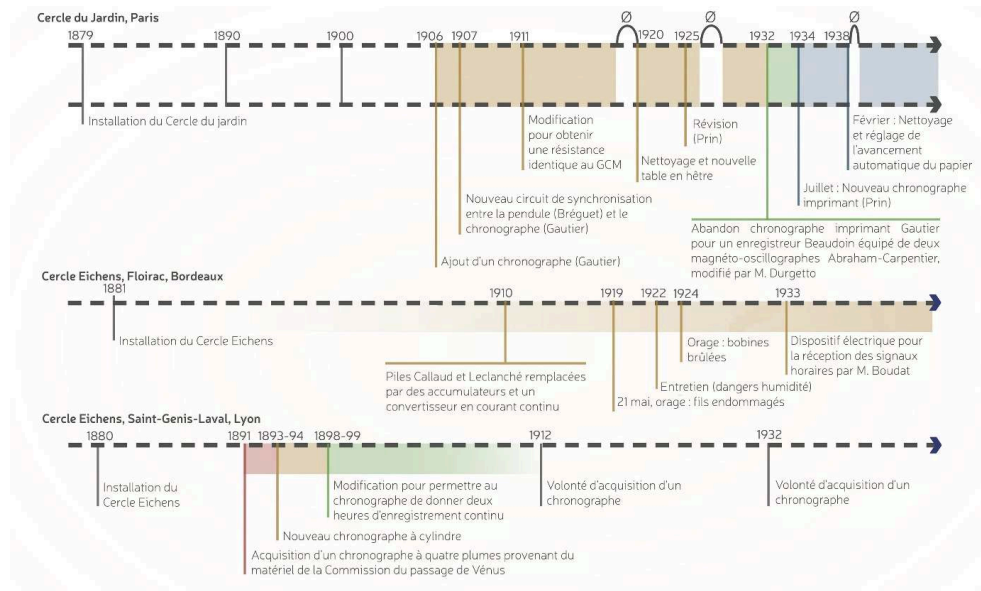 Cercle du Jardin, Paris
Ø Ø Ø
1879 1890 1900 1906 1907 1911 1920 1925 1932 1934 1938
Installation du Cercle du jardin
Modification
pour obtenir
une résistance
identique au GCM
Révision
(Prin)
Février : Nettoyage
et réglage de
l'avancement
automatique du papier
Nettoyage et nouvelle
table en hêtre
Juillet : Nouveau chronographe
imprimant (Prin)
Nouveau circuit de synchronisation
entre la pendule (Bréguet) et le
chronographe (Gautier)
Abandon chronographe imprimant Gautier
pour un enregistreur Beaudoin équipé de deux
magnéto-oscillographes Abraham-Carpentier,
modifié par M. Durgetto
Ajout d'un chronographe (Gautier)
Cercle Eichens, Floirac, Bordeaux
1881 1910 1919 1922 1924 1933
Installation du Cercle Eichens
Orage : bobines
brûlées
Dispositif électrique pour
la réception des signaux
horaires par M. Boudat
Piles Callaud et Leclanché remplacées
par des accumulateurs et un
convertisseur en courant continu
Entretien (dangers humidité)
21 mai, orage : fils endommagés
Cercle Eichens, Saint-Genis-Laval, Lyon
1880 1891 1893-94 1898-99 1912 1932
Installation du
Cercle Eichens
Modification pour permettre au
chronographe de donner deux
heures d'enregistrement continu
Volonté d'acquisition d'un
chronographe
Volonté d'acquisition d'un
chronographe
Nouveau chronographe à cylindre
Acquisition d'un chronographe à quatre plumes provenant du
matériel de la Commission du passage de Vénus